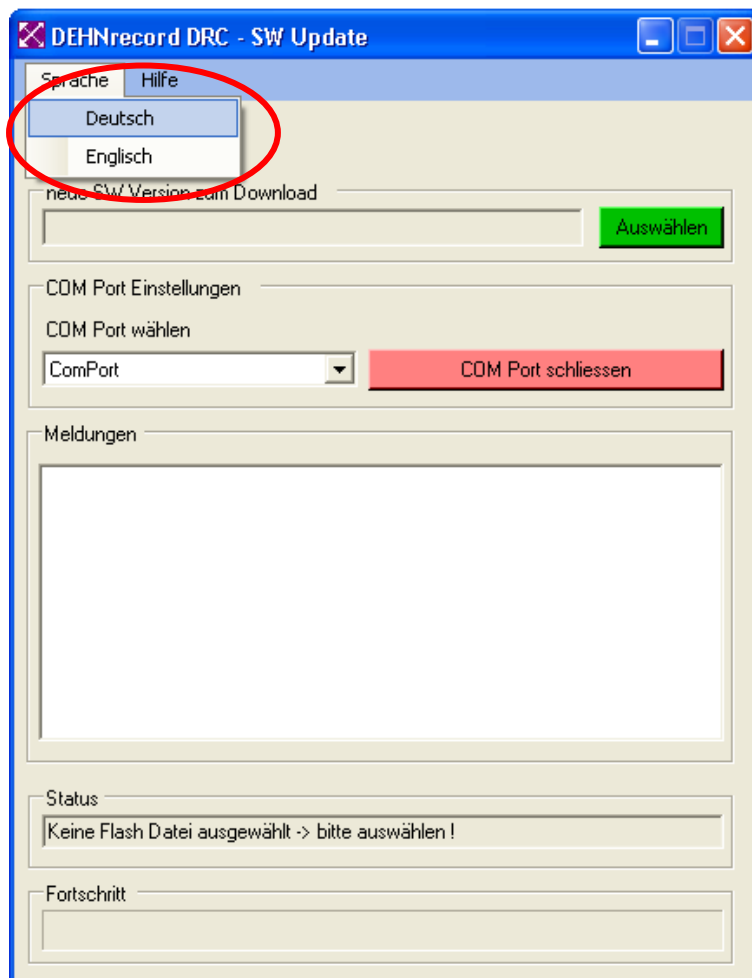 DEHNrecord DRC - SW Update
Sprache Hilfe
Deutsch
Englisch
neue SW Version zum Download
Auswählen
COM Port Einstellungen
COM Port wählen
ComPort
COM Port schliessen
Meldungen
Status
Keine Flash Datei ausgewählt -> bitte auswählen !
Fortschritt